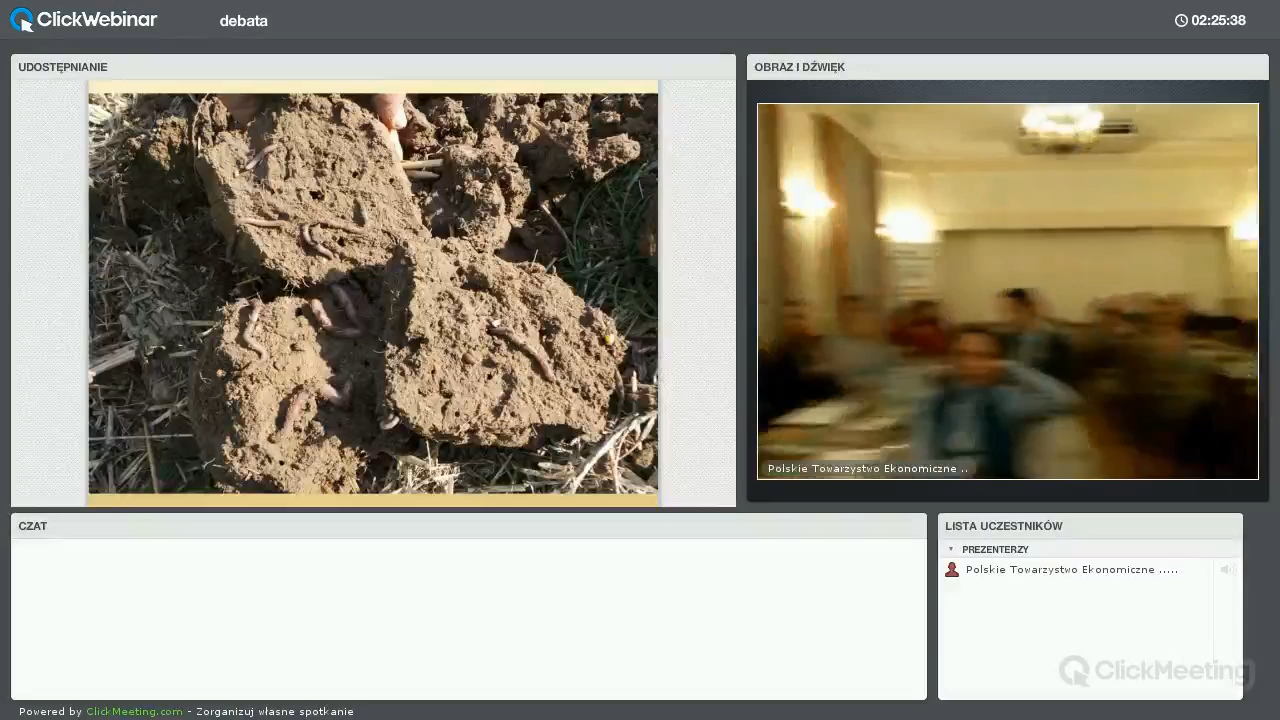 ClickWebinar
debata
02:25:38
UDOSTĘPNIANIE
OBRAZ I DŹWIĘK
Polskie Towarzystwo Ekonomiczne ..
CZAT
LISTA UCZESTNIKÓW
PREZENTERZY
Polskie Towarzystwo Ekonomiczne .....
ClickMeeting
Powered by ClickMeeting.com - Zorganizuj własne spotkanie